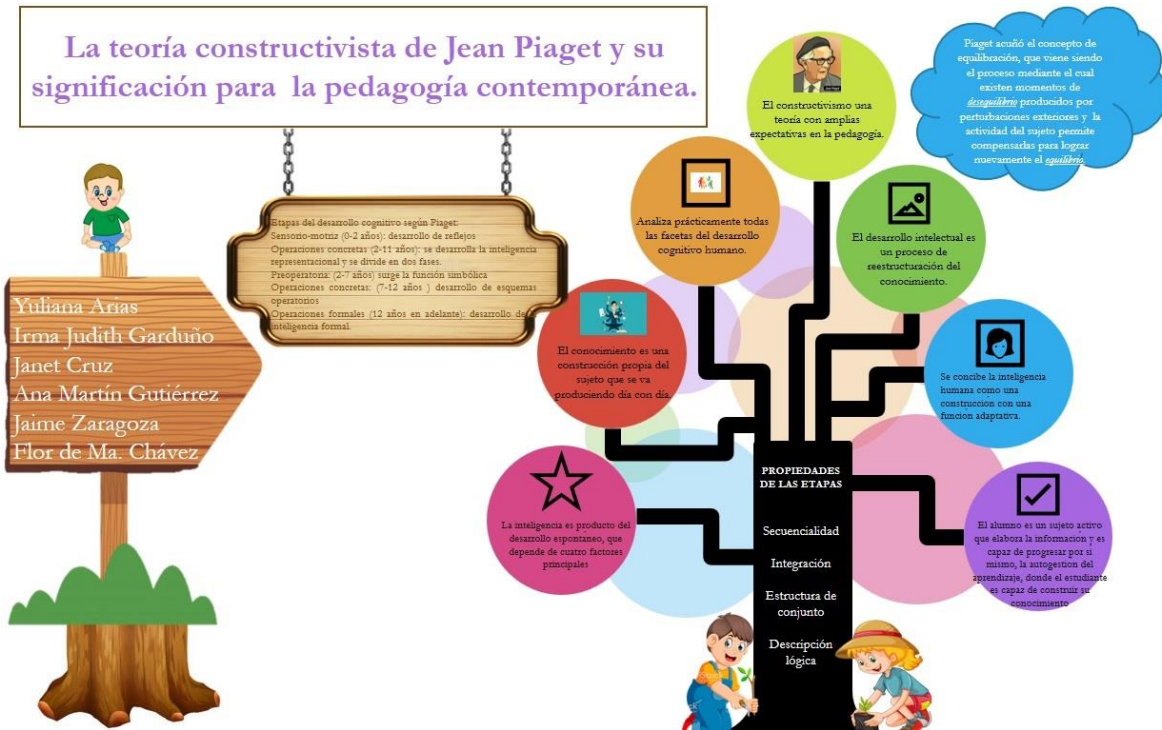 La teoría constructivista de Jean Piaget y su
significación para la pedagogía contemporánea.
Yuliana Arias
Irma Judith Garduño
Janet Cruz
Ana Martín Gutiérrez
Jaime Zaragoza
Flor de Ma. Chávez
Etapas del desarrollo cognitivo según Piaget:
Sensorio-motriz (0-2 años): desarrollo de reflejos
Operaciones concretas (2-11 años): se desarrolla la inteligencia
representacional y se divide en dos fases.
Preoperatoria: (2-7 años) surge la función simbólica
Operaciones concretas: (7-12 años ) desarrollo de esquemas
operatorios
Operaciones formales (12 años en adelante): desarrollo de
inteligencia formal.
El constructivismo una
teoría con amplias
expectativas en la pedagogía.
Piaget acuñó el concepto de
equilibración, que viene siendo
el proceso mediante el cual
existen momentos de
desequilibrio producidos por
perturbaciones exteriores y la
actividad del sujeto permite
compensarlas para lograr
nuevamente el equilibrio.
Analiza prácticamente todas
las facetas del desarrollo
cognitivo humano.
El desarrollo intelectual es
un proceso de
reestructuración del
conocimiento.
El conocimiento es una
construcción propia del
sujeto que se va
produciendo día con día.
Se concibe la inteligencia
humana como una
construcción con una
función adaptativa.
La inteligencia es producto del
desarrollo espontaneo, que
depende de cuatro factores
principales
El alumno es un sujeto activo
que elabora la información y es
capaz de progresar por si
mismo, la autogestion del
aprendizaje, donde el estudiante
es capaz de construir su
conocimiento
PROPIEDADES
DE LAS ETAPAS
Secuencialidad
Integración
Estructura de
conjunto
Descripción
lógica